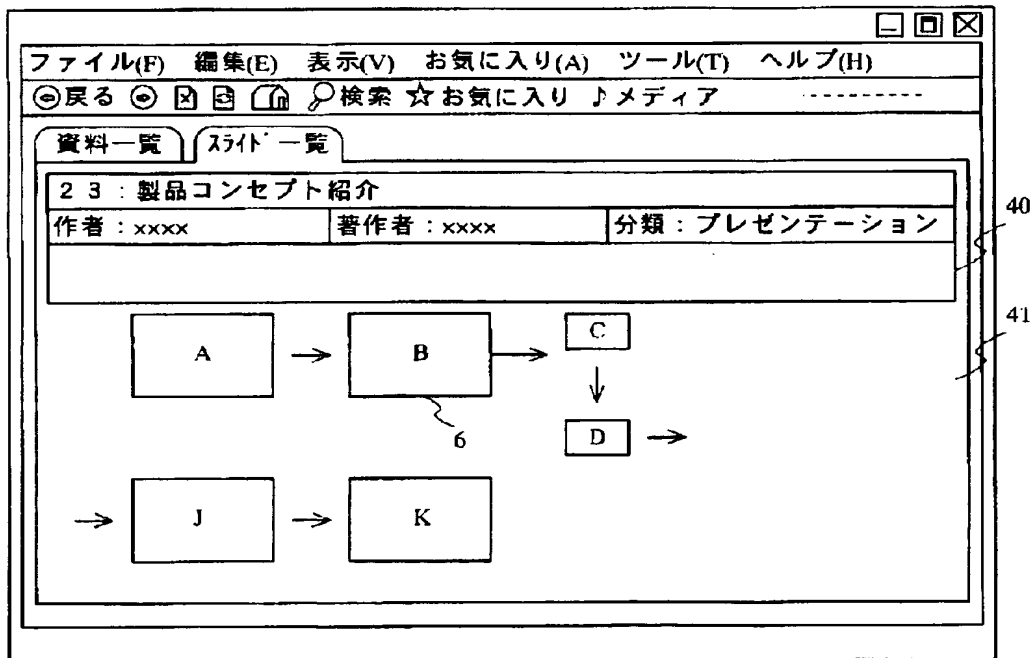 ファイル(F) 編集(E) 表示(V) お気に入り(A) ツール(T) ヘルプ(H)
戻る 検索 お気に入り メディア
資料一覧 スライド一覧
23:製品コンセプト紹介
作者:xxxx 著作者:xxxx 分類:プレゼンテーション
40
41
A → B → C
↓
6 D →
→ J → K